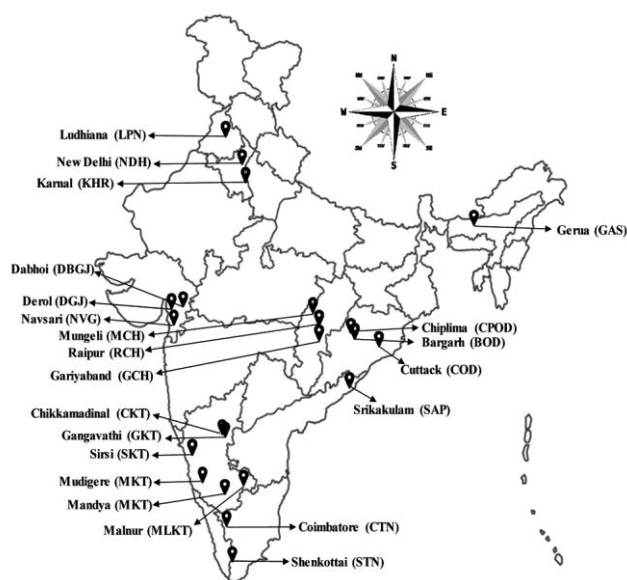 N
W
E
S
Ludhiana (LPN)
New Delhi (NDH)
Karnal (KHR)
Gerua (GAS)
Dabhoi (DBGJ)
Derol (DGJ)
Navsari (NVG)
Mungeli (MCH)
Raipur (RCH)
Gariyaband (GCH)
Chiplima (CPOD)
Bargarh (BOD)
Cuttack (COD)
Srikakulam (SAP)
Chikkamadinal (CKT)
Gangavathi (GKT)
Sirsi (SKT)
Mudigere (MKT)
Mandya (MKT)
Malnur (MLKT)
Coimbatore (CTN)
Shenkottai (STN)